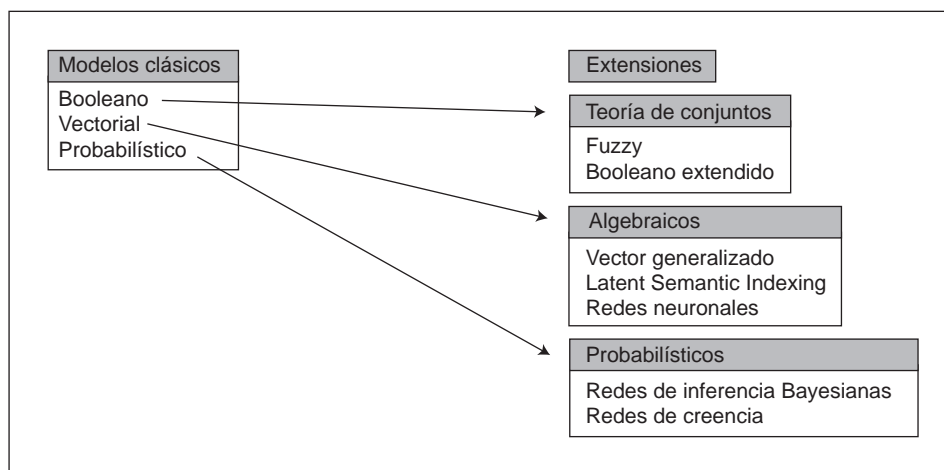 Modelos clásicos
Booleano
Vectorial
Probabilístico
Extensiones
Teoría de conjuntos
Fuzzy
Booleano extendido
Algebraicos
Vector generalizado
Latent Semantic Indexing
Redes neuronales
Probabilísticos
Redes de inferencia Bayesianas
Redes de creencia